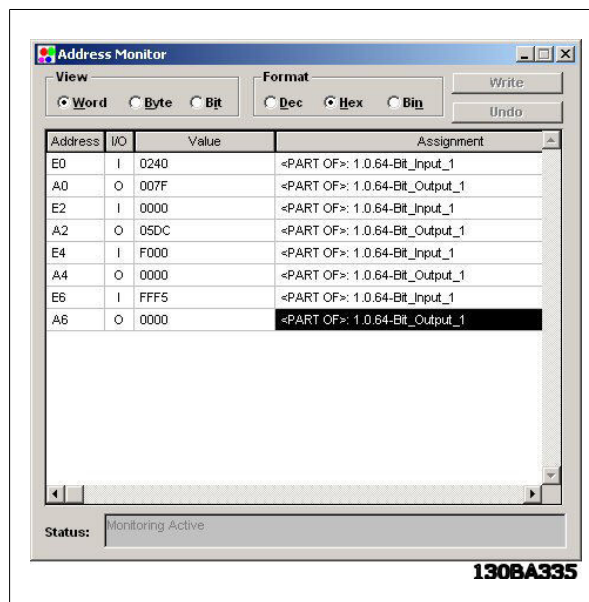 Address Monitor
View Format
Word Byte Bit Dec Hex Bin Write
Undo
Address I/O Value Assignment
E0 I 0240 <PART OF>: 1.0.64-Bit_Input_1
A0 O 007F <PART OF>: 1.0.64-Bit_Output_1
E2 I 0000 <PART OF>: 1.0.64-Bit_Input_1
A2 O 05DC <PART OF>: 1.0.64-Bit_Output_1
E4 I F000 <PART OF>: 1.0.64-Bit_Input_1
A4 O 0000 <PART OF>: 1.0.64-Bit_Output_1
E6 I FFF5 <PART OF>: 1.0.64-Bit_Input_1
A6 O 0000 <PART OF>: 1.0.64-Bit_Output_1
Status: Monitoring Active
130BA335